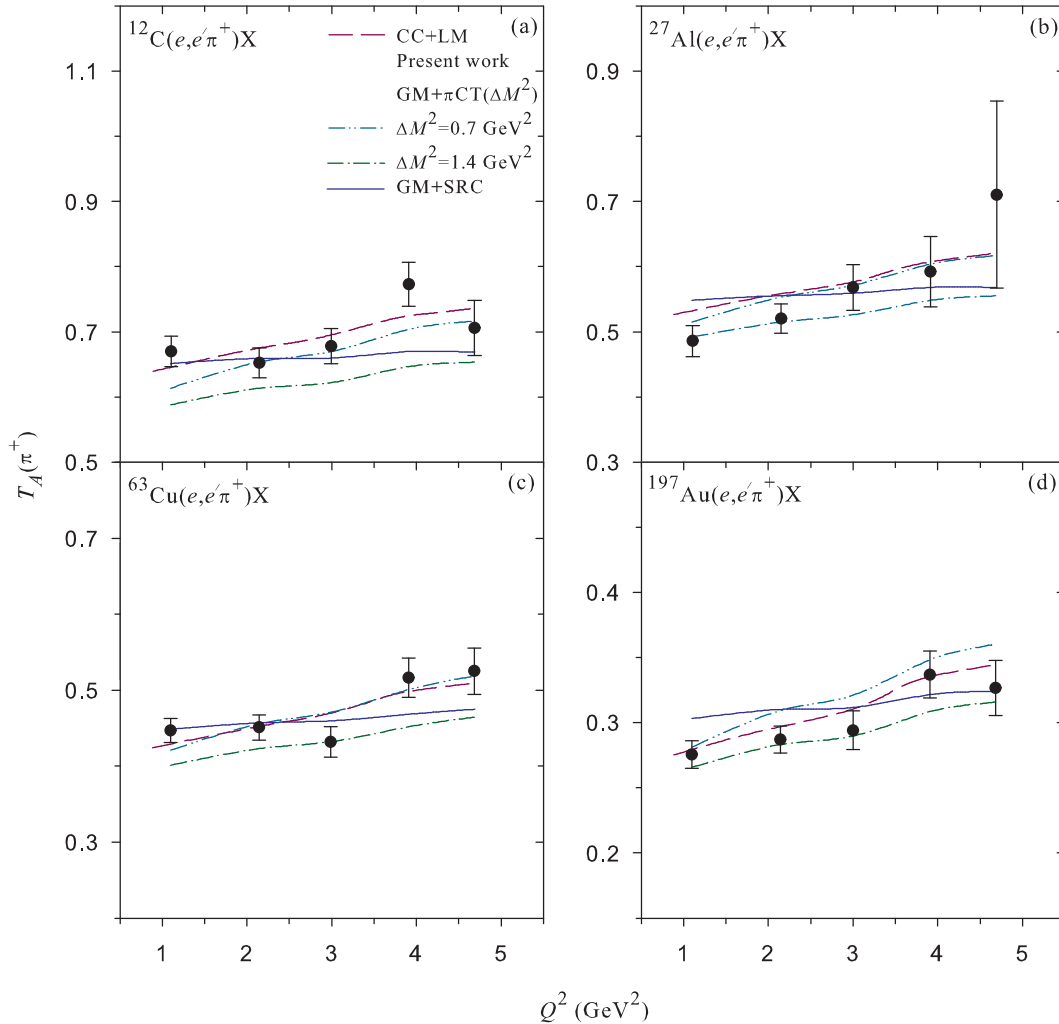 ¹²C(e,e′π⁺)X
(a)
CC+LM
Present work
GM+πCT(ΔM²)
ΔM²=0.7 GeV²
ΔM²=1.4 GeV²
GM+SRC
1.1
0.9
0.7
0.5
²⁷Al(e,e′π⁺)X
(b)
0.9
0.7
0.5
0.3
T_A(π⁺)
⁶³Cu(e,e′π⁺)X
(c)
0.7
0.5
0.3
1 2 3 4 5
¹⁹⁷Au(e,e′π⁺)X
(d)
0.4
0.3
0.2
1 2 3 4 5
Q² (GeV²)